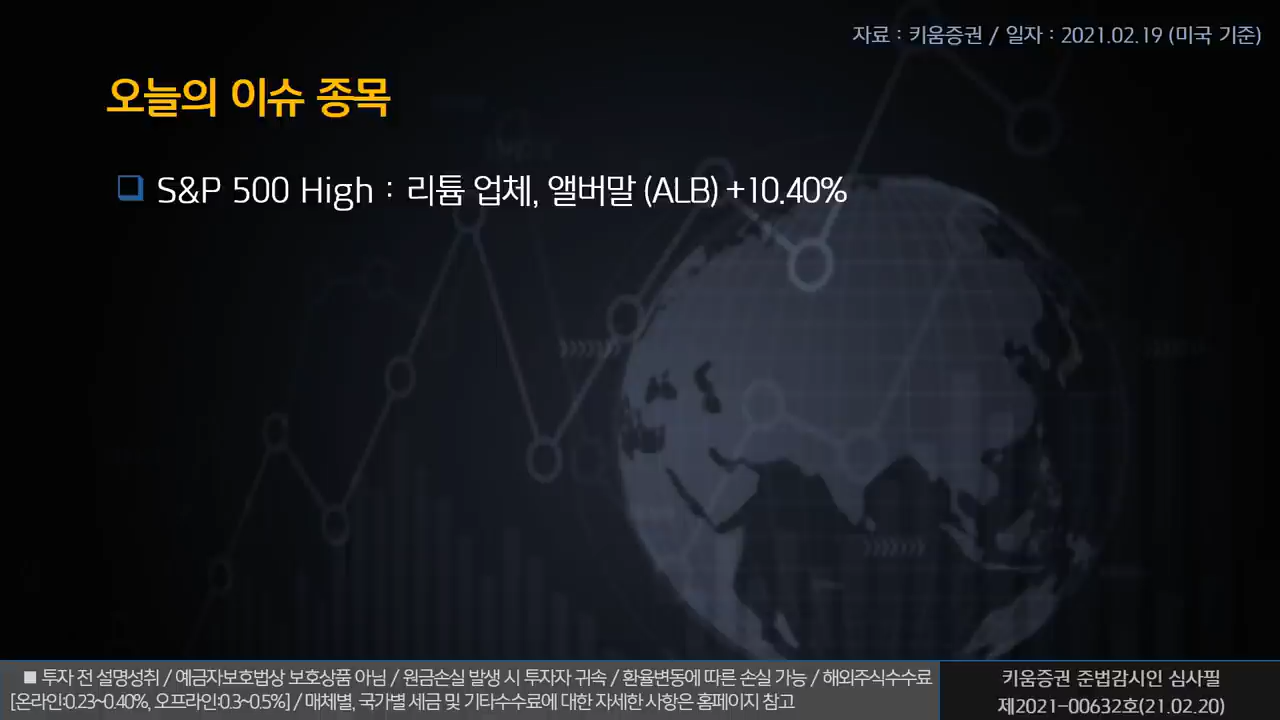 자료 : 키움증권 / 일자 : 2021.02.19 (미국 기준)
오늘의 이슈 종목
❑ S&P 500 High : 리튬 업체, 앨버말 (ALB) +10.40%
■ 투자 전 설명성취 / 예금자보호법상 보호상품 아님 / 원금손실 발생 시 투자자 귀속 / 환율변동에 따른 손실 가능 / 해외주식수수료
[온라인:0.23~0.40%, 오프라인:0.3~0.5%] / 매체별, 국가별 세금 및 기타수수료에 대한 자세한 사항은 홈페이지 참고
키움증권 준법감시인 심사필
제2021-00632호(21.02.20)